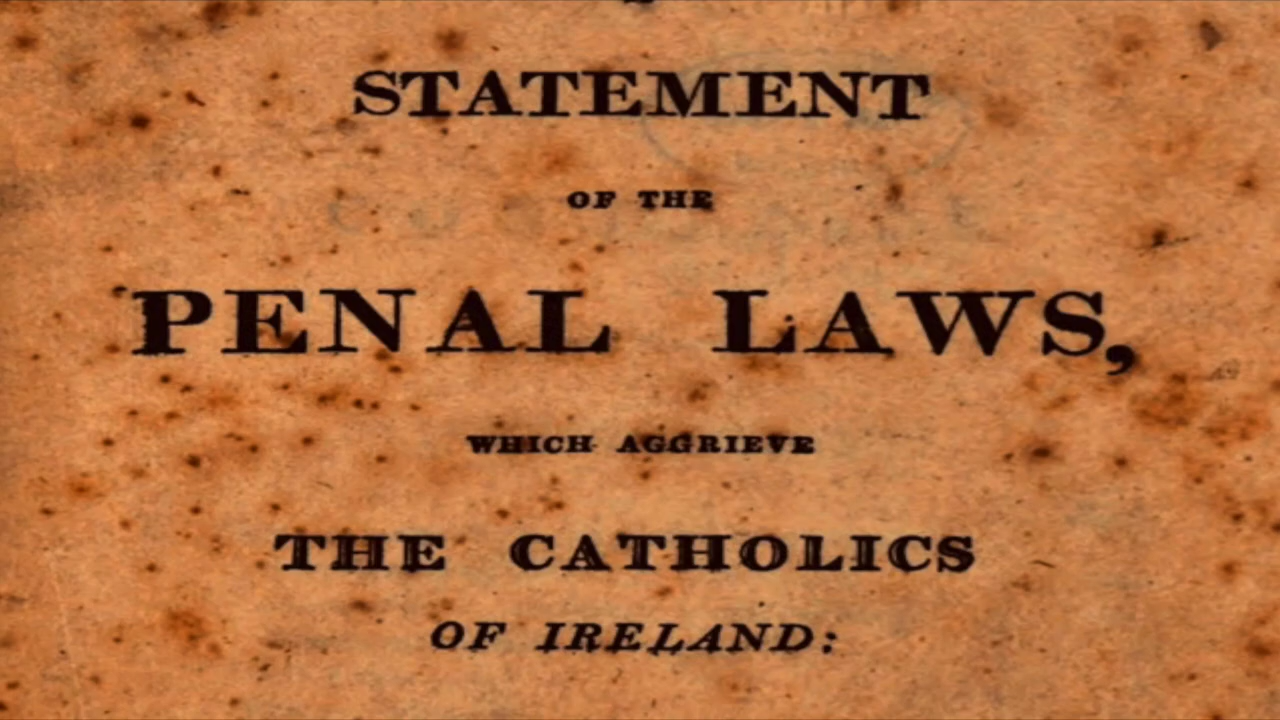 STATEMENT
OF THE
PENAL LAWS,
WHICH AGGRIEVE
THE CATHOLICS
OF IRELAND: